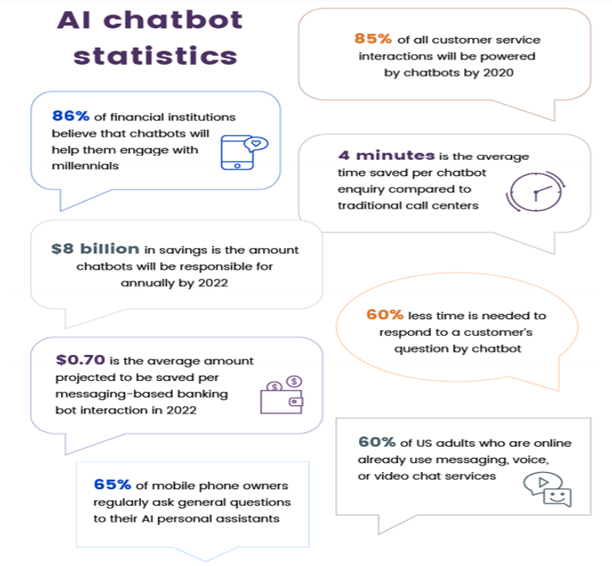 AI chatbot
statistics
85% of all customer service
interactions will be powered
by chatbots by 2020
86% of financial institutions
believe that chatbots will
help them engage with
millennials
4 minutes is the average
time saved per chatbot
enquiry compared to
traditional call centers
$8 billion in savings is the amount
chatbots will be responsible for
annually by 2022
60% less time is needed to
respond to a customer's
question by chatbot
$0.70 is the average amount
projected to be saved per
messaging-based banking
bot interaction in 2022
60% of US adults who are online
already use messaging, voice,
or video chat services
65% of mobile phone owners
regularly ask general questions
to their AI personal assistants